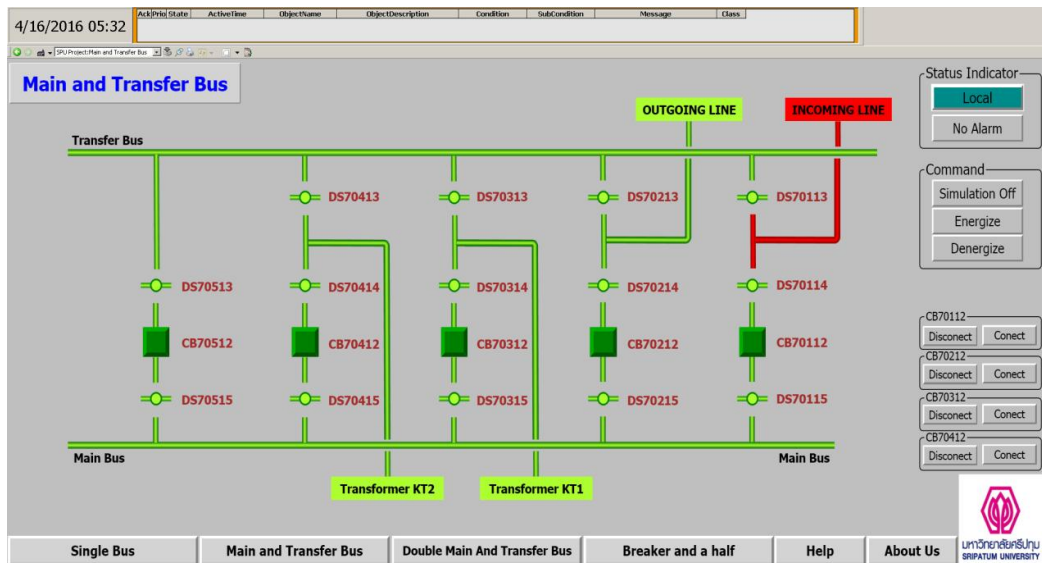 4/16/2016 05:32
Ack Prio State ActiveTime ObjectName ObjectDescription Condition SubCondition Message Class
SPU Project:Main and Transfer Bus
Main and Transfer Bus
Status Indicator
Local
No Alarm
OUTGOING LINE INCOMING LINE
Transfer Bus
Command
Simulation Off
Energize
Denergize
DS70413 DS70313 DS70213 DS70113
DS70513 DS70414 DS70314 DS70214 DS70114
CB70512 CB70412 CB70312 CB70212 CB70112
DS70515 DS70415 DS70315 DS70215 DS70115
CB70112
Disconect Conect
CB70212
Disconect Conect
CB70312
Disconect Conect
CB70412
Disconect Conect
Main Bus Main Bus
Transformer KT2 Transformer KT1
Single Bus Main and Transfer Bus Double Main And Transfer Bus Breaker and a half Help About Us
มหาวิทยาลัยศรีปทุม
SRIPATUM UNIVERSITY